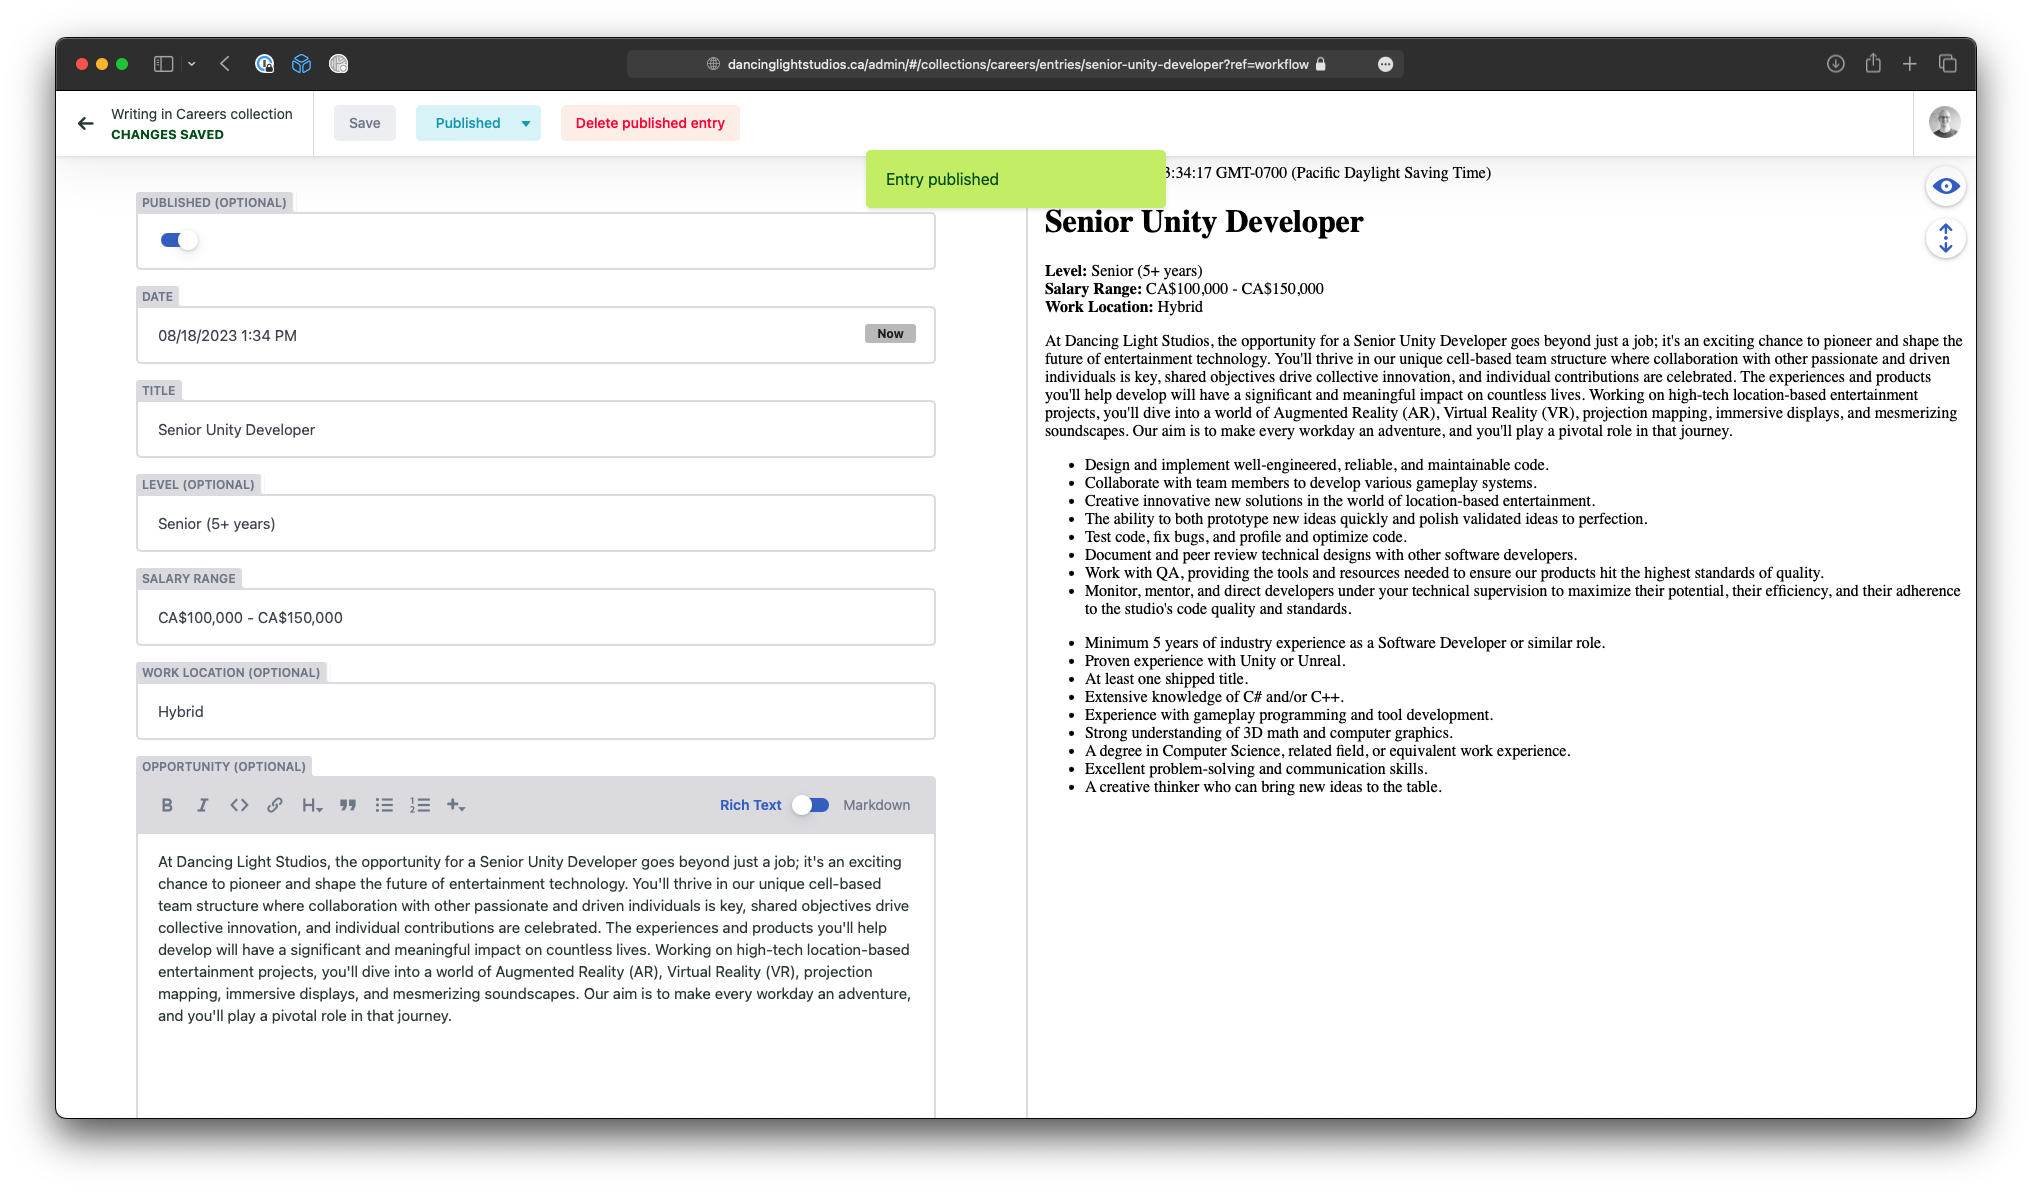 dancinglightstudios.ca/admin/#/collections/careers/entries/senior-unity-developer?ref=workflow
Writing in Careers collection
CHANGES SAVED
Save
Published
Delete published entry
Entry published
PUBLISHED (OPTIONAL)
DATE
08/18/2023 1:34 PM
Now
TITLE
Senior Unity Developer
LEVEL (OPTIONAL)
Senior (5+ years)
SALARY RANGE
CA$100,000 - CA$150,000
WORK LOCATION (OPTIONAL)
Hybrid
OPPORTUNITY (OPTIONAL)
B I <> H
Rich Text
Markdown
At Dancing Light Studios, the opportunity for a Senior Unity Developer goes beyond just a job; it's an exciting
chance to pioneer and shape the future of entertainment technology. You'll thrive in our unique cell-based
team structure where collaboration with other passionate and driven individuals is key, shared objectives drive
collective innovation, and individual contributions are celebrated. The experiences and products you'll help
develop will have a significant and meaningful impact on countless lives. Working on high-tech location-based
entertainment projects, you'll dive into a world of Augmented Reality (AR), Virtual Reality (VR), projection
mapping, immersive displays, and mesmerizing soundscapes. Our aim is to make every workday an adventure,
and you'll play a pivotal role in that journey.
:34:17 GMT-0700 (Pacific Daylight Saving Time)
Senior Unity Developer
Level: Senior (5+ years)
Salary Range: CA$100,000 - CA$150,000
Work Location: Hybrid
At Dancing Light Studios, the opportunity for a Senior Unity Developer goes beyond just a job; it's an exciting chance to pioneer and shape the
future of entertainment technology. You'll thrive in our unique cell-based team structure where collaboration with other passionate and driven
individuals is key, shared objectives drive collective innovation, and individual contributions are celebrated. The experiences and products
you'll help develop will have a significant and meaningful impact on countless lives. Working on high-tech location-based entertainment
projects, you'll dive into a world of Augmented Reality (AR), Virtual Reality (VR), projection mapping, immersive displays, and mesmerizing
soundscapes. Our aim is to make every workday an adventure, and you'll play a pivotal role in that journey.
• Design and implement well-engineered, reliable, and maintainable code.
• Collaborate with team members to develop various gameplay systems.
• Creative innovative new solutions in the world of location-based entertainment.
• The ability to both prototype new ideas quickly and polish validated ideas to perfection.
• Test code, fix bugs, and profile and optimize code.
• Document and peer review technical designs with other software developers.
• Work with QA, providing the tools and resources needed to ensure our products hit the highest standards of quality.
• Monitor, mentor, and direct developers under your technical supervision to maximize their potential, their efficiency, and their adherence
to the studio's code quality and standards.
• Minimum 5 years of industry experience as a Software Developer or similar role.
• Proven experience with Unity or Unreal.
• At least one shipped title.
• Extensive knowledge of C# and/or C++.
• Experience with gameplay programming and tool development.
• Strong understanding of 3D math and computer graphics.
• A degree in Computer Science, related field, or equivalent work experience.
• Excellent problem-solving and communication skills.
• A creative thinker who can bring new ideas to the table.